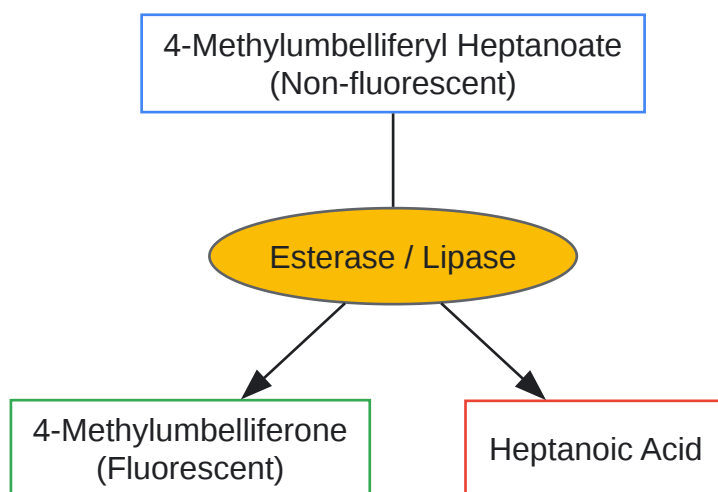 4-Methylumbelliferyl Heptanoate
(Non-fluorescent)
Esterase / Lipase
4-Methylumbelliferone
(Fluorescent)
Heptanoic Acid